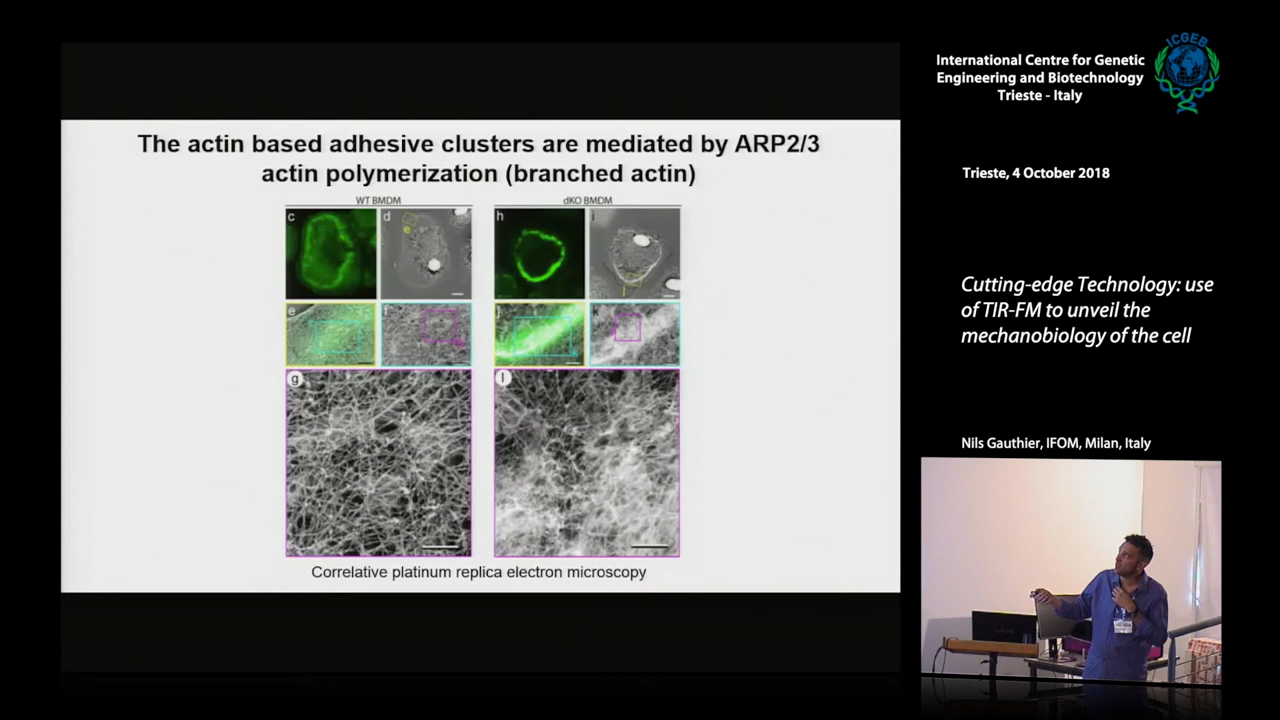 The actin based adhesive clusters are mediated by ARP2/3
actin polymerization (branched actin)
WT BMDM
dKO BMDM
c
d
e
h
i
j
e
f
j
k
k
g
l
Correlative platinum replica electron microscopy
International Centre for Genetic
Engineering and Biotechnology
Trieste - Italy
ICGEB
Trieste, 4 October 2018
Cutting-edge Technology: use
of TIR-FM to unveil the
mechanobiology of the cell
Nils Gauthier, IFOM, Milan, Italy